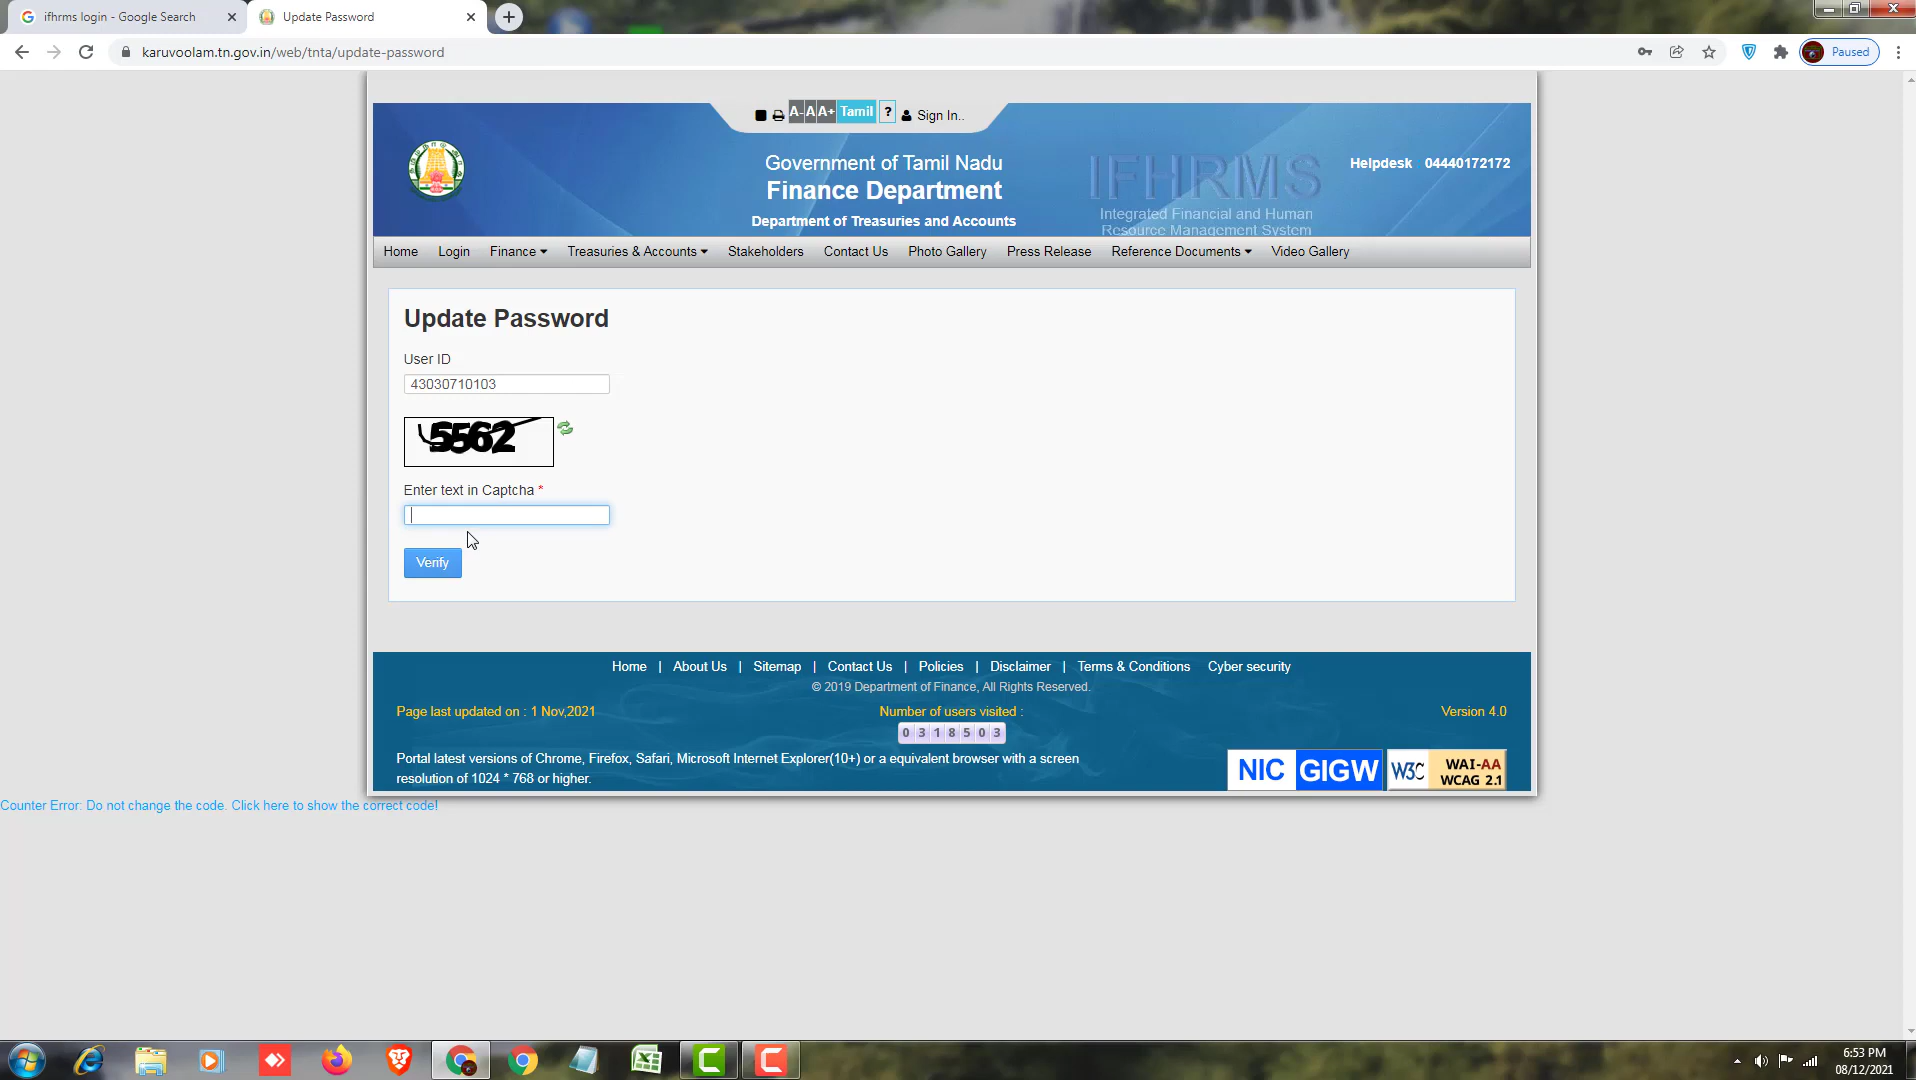 ifhrms login - Google Search
Update Password
karuvoolam.tn.gov.in/web/tnta/update-password
Paused
A- A A+ Tamil ? Sign In..
Government of Tamil Nadu
Finance Department
Department of Treasuries and Accounts
IFHRMS
Integrated Financial and Human
Resource Management System
Helpdesk 04440172172
Home Login Finance Treasuries & Accounts Stakeholders Contact Us Photo Gallery Press Release Reference Documents Video Gallery
Update Password
User ID
43030710103
5562
Enter text in Captcha *
Verify
Home | About Us | Sitemap | Contact Us | Policies | Disclaimer | Terms & Conditions Cyber security
© 2019 Department of Finance, All Rights Reserved.
Page last updated on : 1 Nov,2021
Number of users visited :
0 3 1 8 5 0 3
Version 4.0
Portal latest versions of Chrome, Firefox, Safari, Microsoft Internet Explorer(10+) or a equivalent browser with a screen
resolution of 1024 * 768 or higher.
NIC GIGW
W3C WAI-AA
WCAG 2.1
Counter Error: Do not change the code. Click here to show the correct code!
6:53 PM
08/12/2021